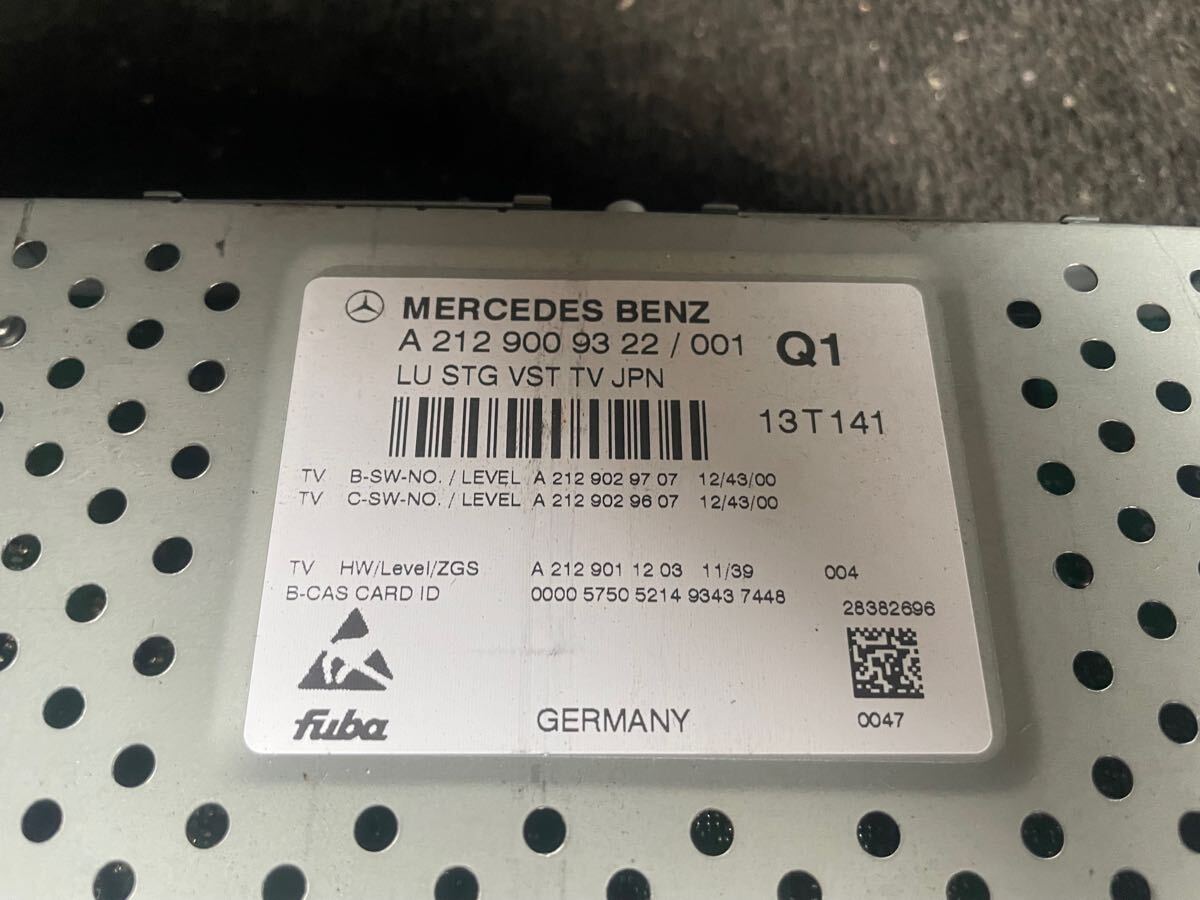 MERCEDES BENZ
A 212 900 93 22 / 001 Q1
LU STG VST TV JPN
13T141
TV B-SW-NO. / LEVEL A 212 902 97 07 12/43/00
TV C-SW-NO. / LEVEL A 212 902 96 07 12/43/00
TV HW/Level/ZGS A 212 901 12 03 11/39 004
B-CAS CARD ID 0000 5750 5214 9343 7448
28382696
fuba GERMANY 0047